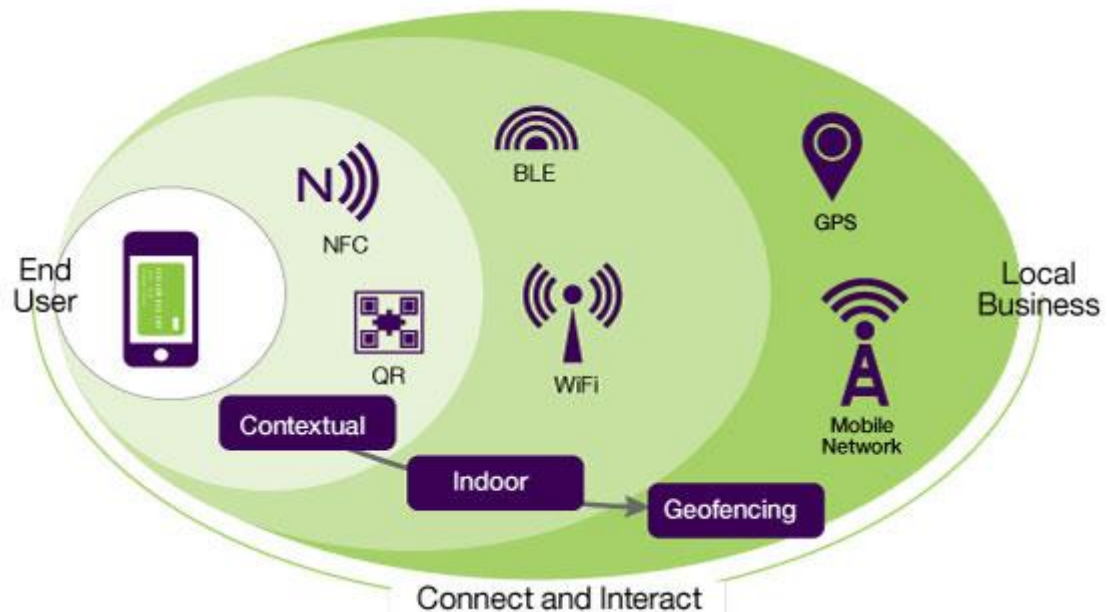 BLE
N
NFC
GPS
End
User
Local
Business
QR
WiFi
Mobile
Network
Contextual
Indoor
Geofencing
Connect and Interact